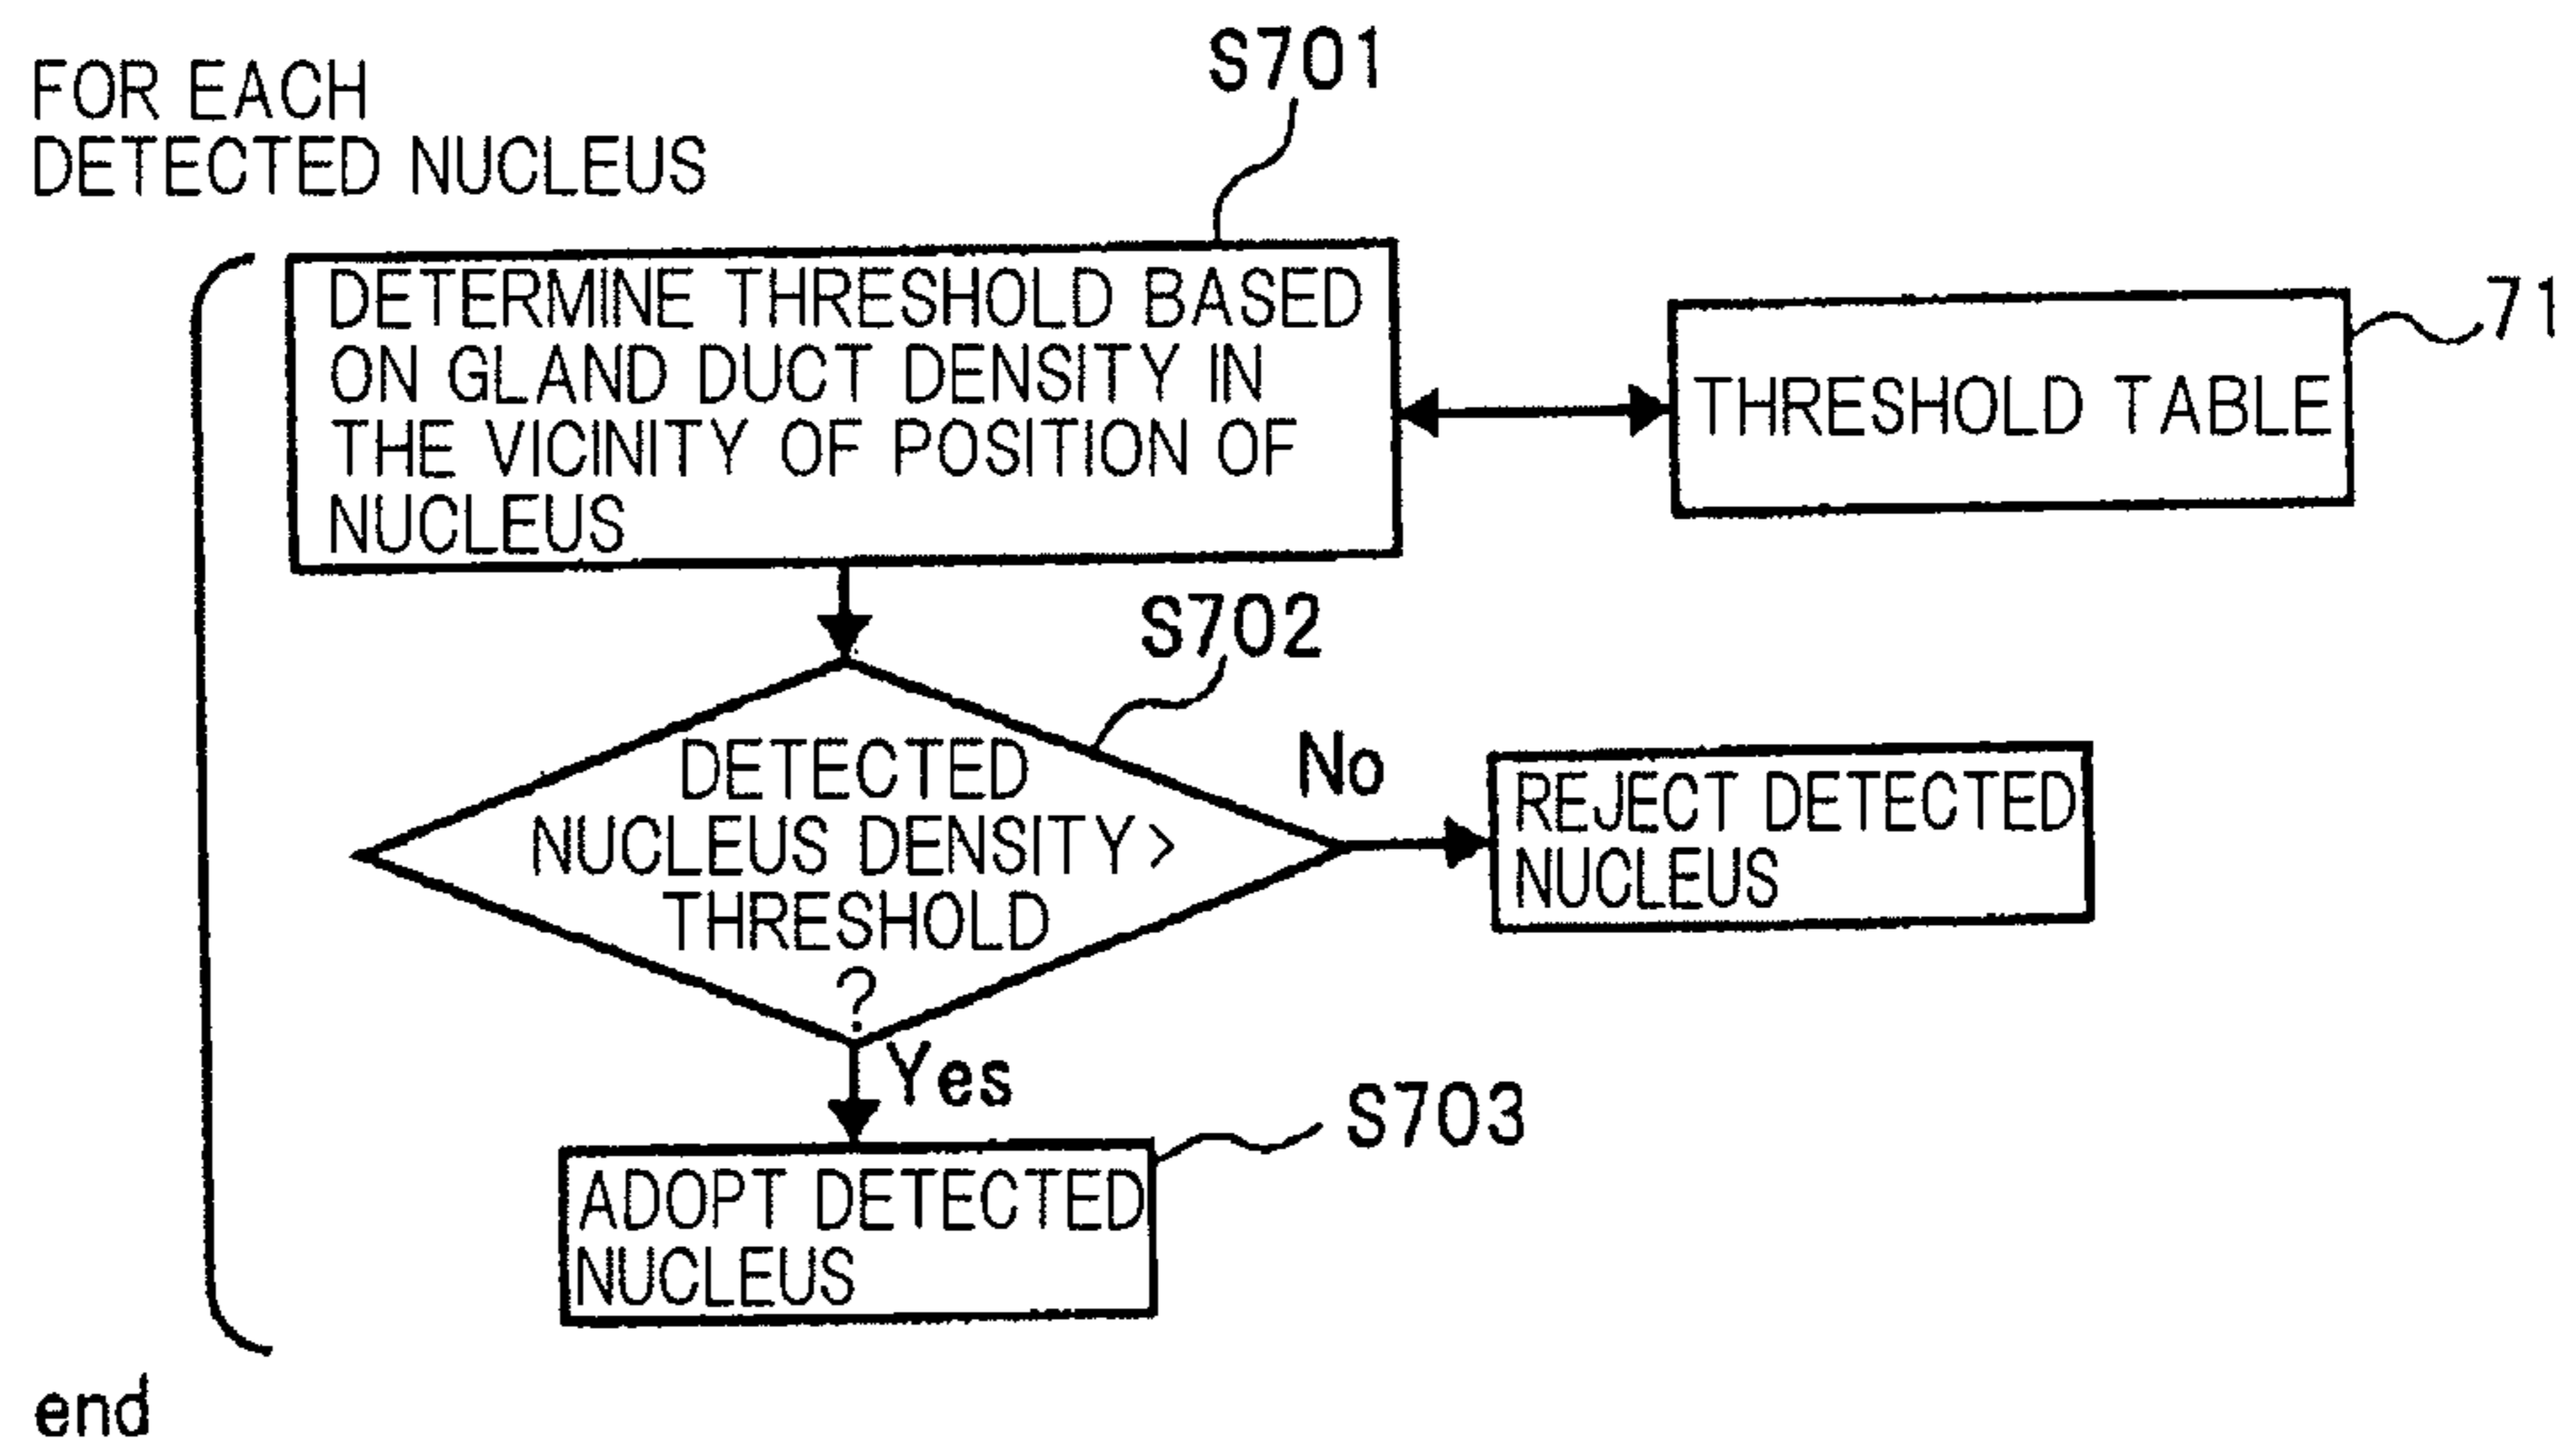 FOR EACH
DETECTED NUCLEUS
S701
DETERMINE THRESHOLD BASED
ON GLAND DUCT DENSITY IN
THE VICINITY OF POSITION OF
NUCLEUS
71
THRESHOLD TABLE
S702
DETECTED
NUCLEUS DENSITY>
THRESHOLD
?
No
REJECT DETECTED
NUCLEUS
Yes
S703
ADOPT DETECTED
NUCLEUS
end